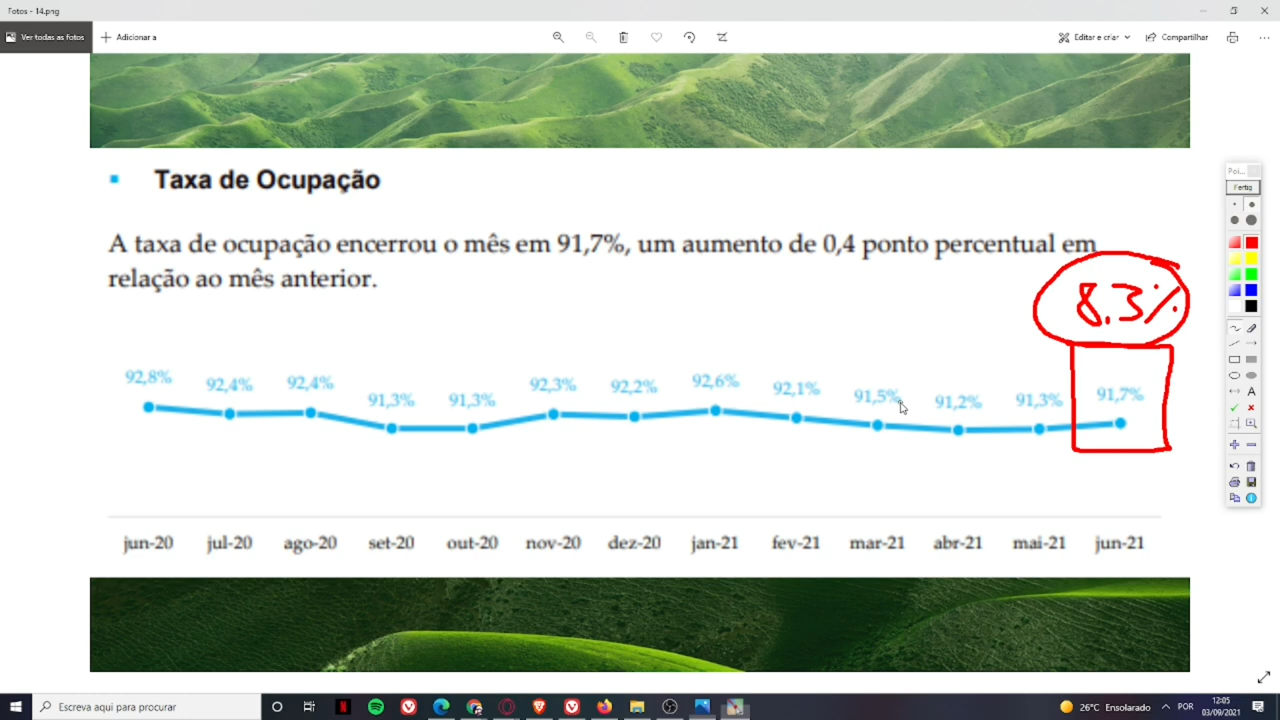 Fotos - 14.png
Ver todas as fotos
Adicionar a
Editar e criar
Compartilhar
Taxa de Ocupação
A taxa de ocupação encerrou o mês em 91,7%, um aumento de 0,4 ponto percentual em
relação ao mês anterior.
8.3%
92,8% 92,4% 92,4% 91,3% 91,3% 92,3% 92,2% 92,6% 92,1% 91,5% 91,2% 91,3% 91,7%
jun-20 jul-20 ago-20 set-20 out-20 nov-20 dez-20 jan-21 fev-21 mar-21 abr-21 mai-21 jun-21
Poi...
Fertig
A
Escreva aqui para procurar
26°C Ensolarado
POR
12:05
03/09/2021